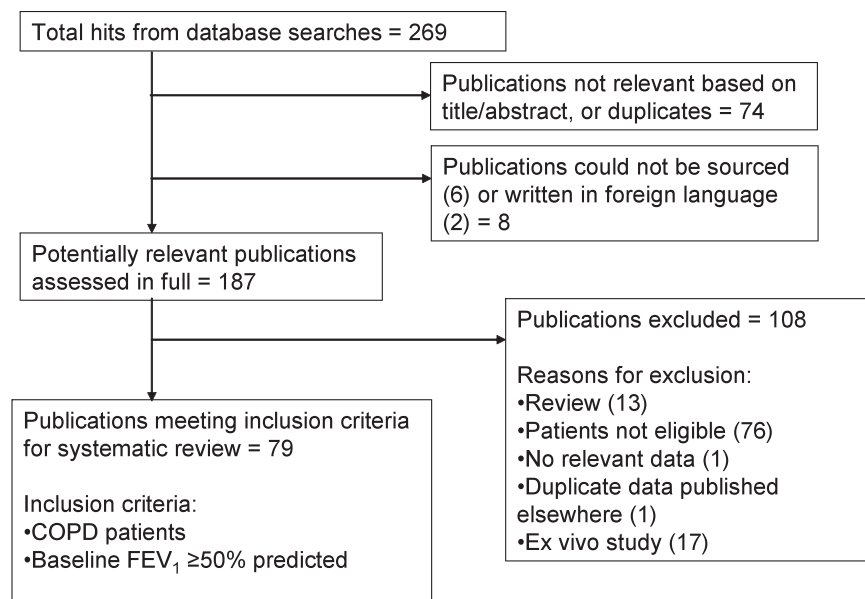 Total hits from database searches = 269
Publications not relevant based on
title/abstract, or duplicates = 74
Publications could not be sourced
(6) or written in foreign language
(2) = 8
Potentially relevant publications
assessed in full = 187
Publications excluded = 108
Reasons for exclusion:
•Review (13)
•Patients not eligible (76)
•No relevant data (1)
•Duplicate data published
elsewhere (1)
•Ex vivo study (17)
Publications meeting inclusion criteria
for systematic review = 79
Inclusion criteria:
•COPD patients
•Baseline FEV₁ ≥50% predicted